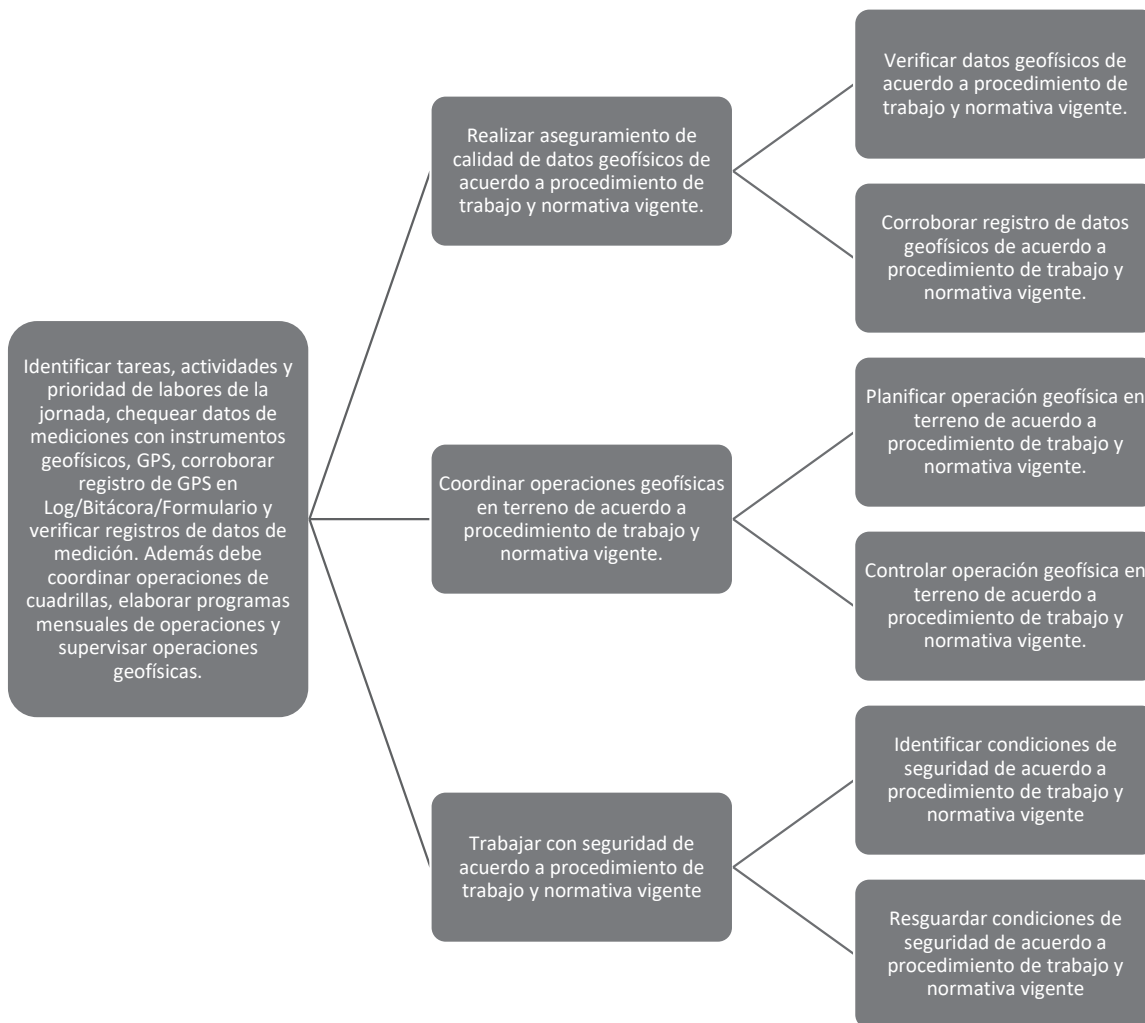 Identificar tareas, actividades y
prioridad de labores de la
jornada, chequear datos de
mediciones con instrumentos
geofísicos, GPS, corroborar
registro de GPS en
Log/Bitácora/Formulario y
verificar registros de datos de
medición. Además debe
coordinar operaciones de
cuadrillas, elaborar programas
mensuales de operaciones y
supervisar operaciones
geofísicas.
Realizar aseguramiento de
calidad de datos geofísicos de
acuerdo a procedimiento de
trabajo y normativa vigente.
Verificar datos geofísicos de
acuerdo a procedimiento de
trabajo y normativa vigente.
Corroborar registro de datos
geofísicos de acuerdo a
procedimiento de trabajo y
normativa vigente.
Coordinar operaciones geofísicas
en terreno de acuerdo a
procedimiento de trabajo y
normativa vigente.
Planificar operación geofísica en
terreno de acuerdo a
procedimiento de trabajo y
normativa vigente.
Controlar operación geofísica en
terreno de acuerdo a
procedimiento de trabajo y
normativa vigente.
Trabajar con seguridad de
acuerdo a procedimiento de
trabajo y normativa vigente
Identificar condiciones de
seguridad de acuerdo a
procedimiento de trabajo y
normativa vigente
Resguardar condiciones de
seguridad de acuerdo a
procedimiento de trabajo y
normativa vigente